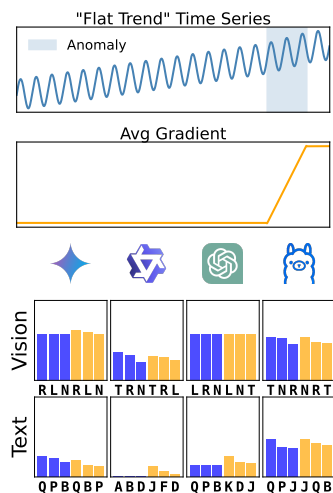 "Flat Trend" Time Series
Anomaly
Avg Gradient
Vision
R L N R L N
T R N T R L
L R N L N T
T N R N R T
Text
Q P B Q B P
A B D J F D
Q P B K D J
Q P J J Q B